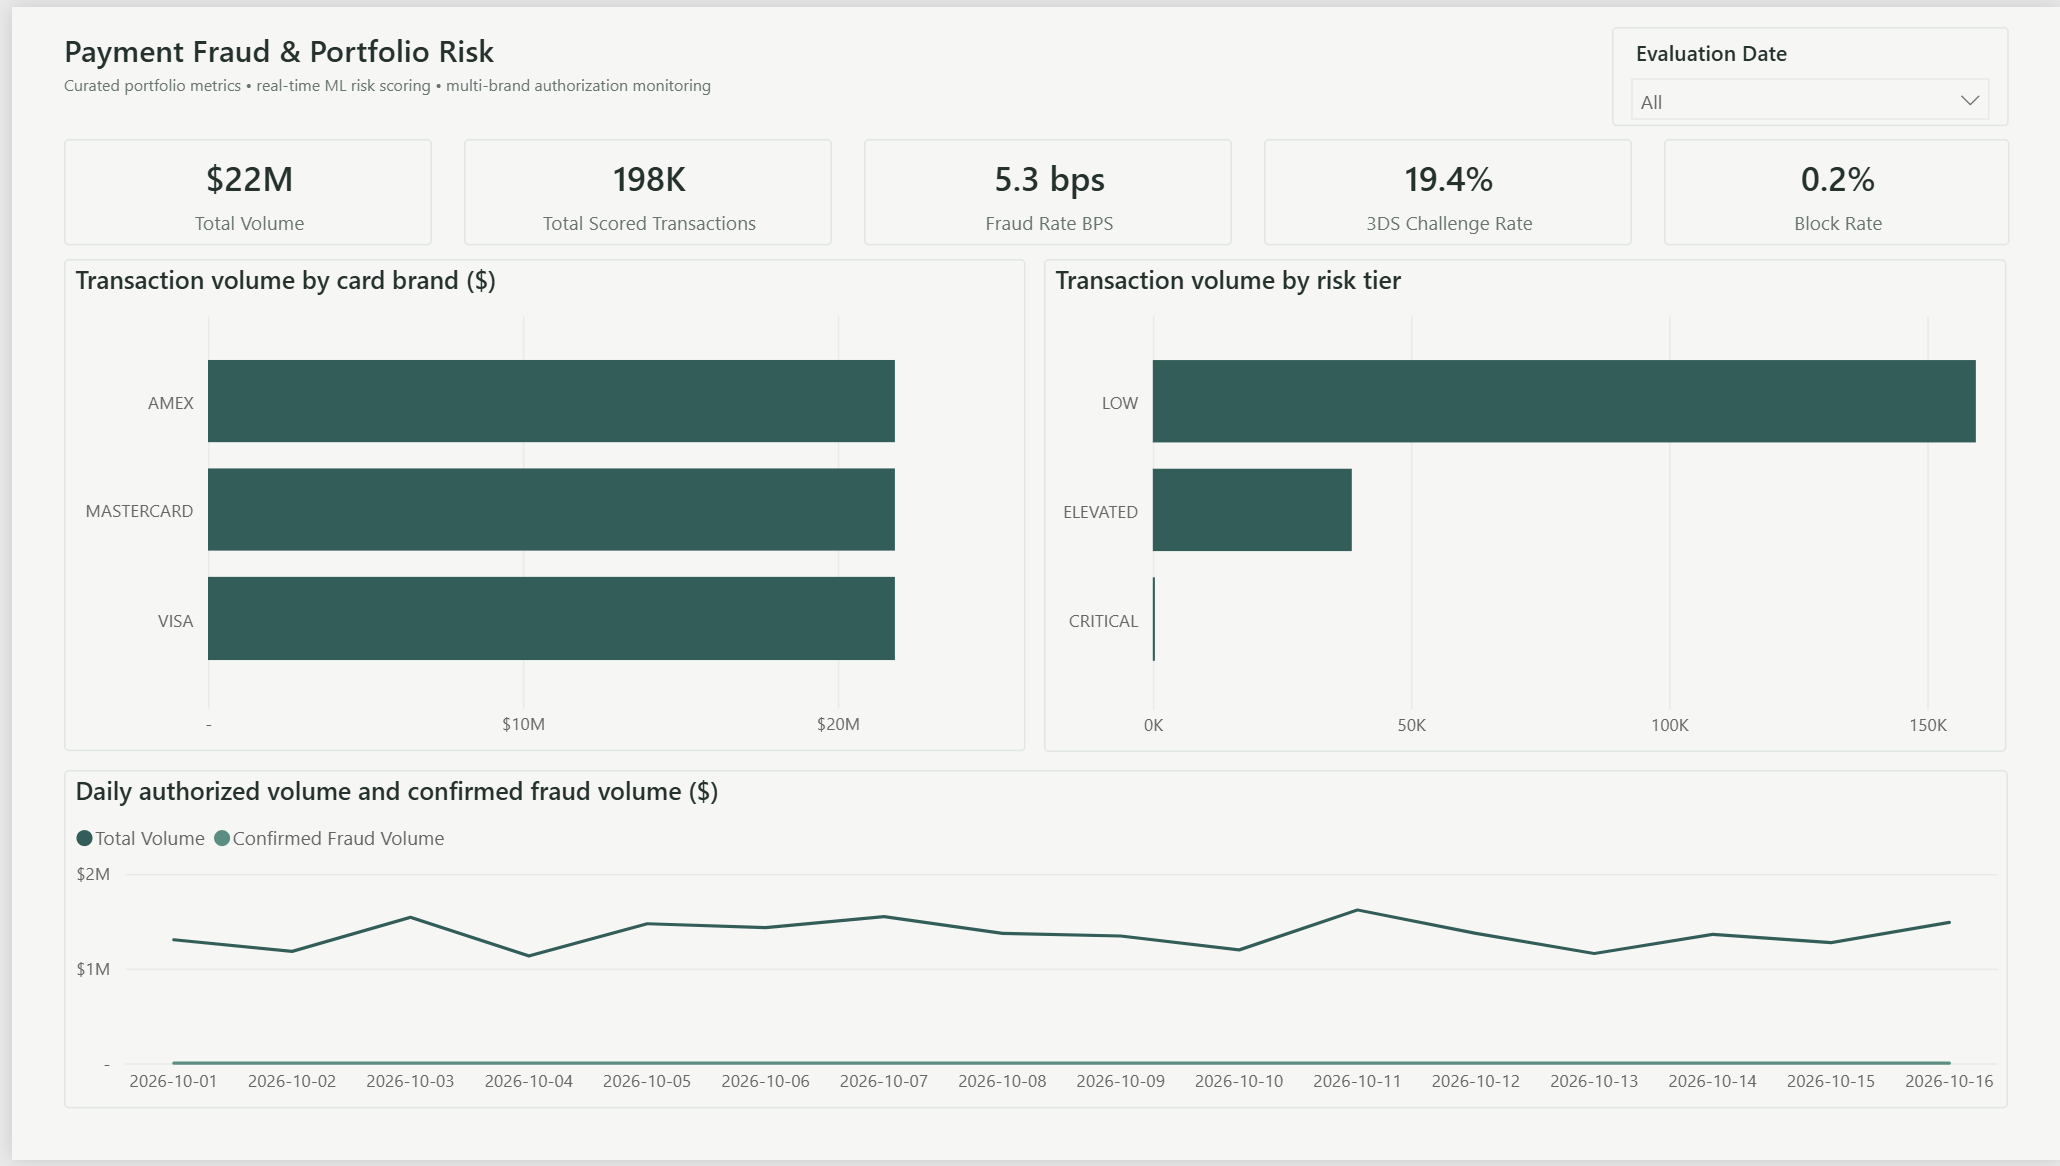 Payment Fraud & Portfolio Risk
Curated portfolio metrics • real-time ML risk scoring • multi-brand authorization monitoring
Evaluation Date
All
$22M
Total Volume
198K
Total Scored Transactions
5.3 bps
Fraud Rate BPS
19.4%
3DS Challenge Rate
0.2%
Block Rate
Transaction volume by card brand ($)
AMEX
MASTERCARD
VISA
- $10M $20M
Transaction volume by risk tier
LOW
ELEVATED
CRITICAL
0K 50K 100K 150K
Daily authorized volume and confirmed fraud volume ($)
Total Volume Confirmed Fraud Volume
$2M
$1M
-
2026-10-01 2026-10-02 2026-10-03 2026-10-04 2026-10-05 2026-10-06 2026-10-07 2026-10-08 2026-10-09 2026-10-10 2026-10-11 2026-10-12 2026-10-13 2026-10-14 2026-10-15 2026-10-16